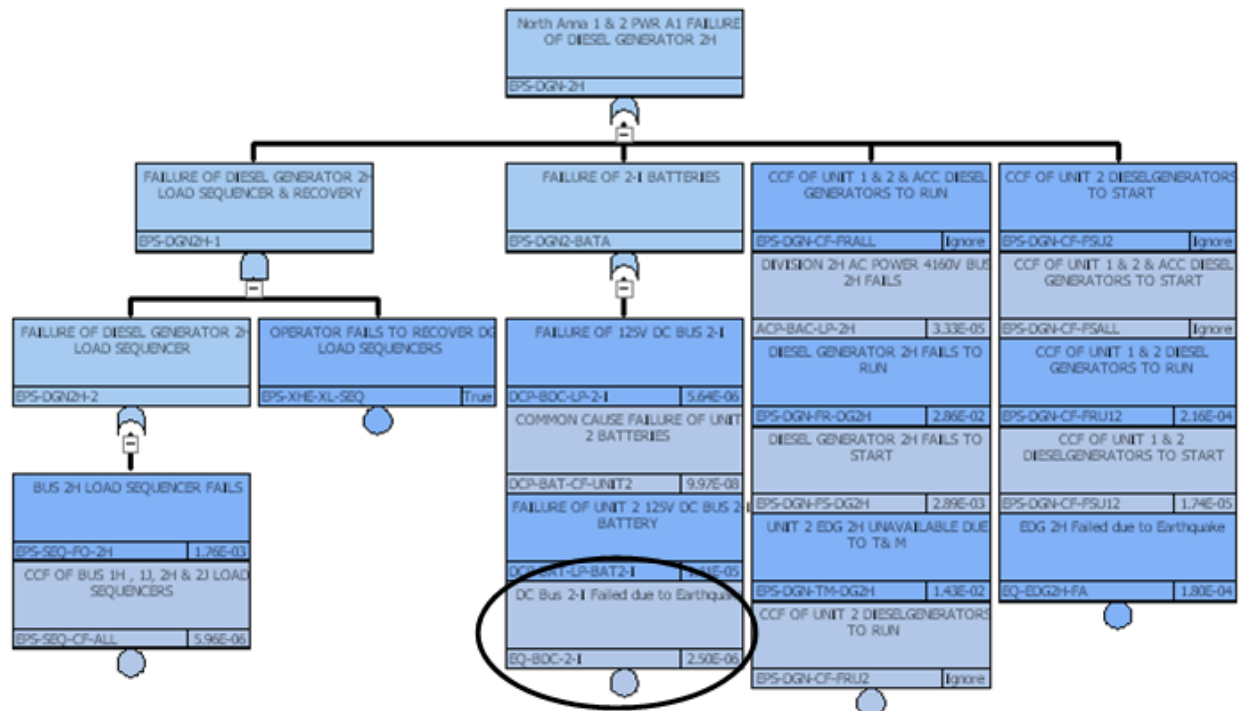 North Anna 1 & 2 PWR A1 FAILURE
OF DIESEL GENERATOR 2H
EPS-DGN-2H
FAILURE OF DIESEL GENERATOR 2H
LOAD SEQUENCER & RECOVERY
EPS-DGN2H-1
FAILURE OF 2-I BATTERIES
EPS-DGN2-BATA
CCF OF UNIT 1 & 2 & ACC DIESEL
GENERATORS TO RUN
EPS-DGN-CF-FRALL Ignore
CCF OF UNIT 2 DIESELGENERATORS
TO START
EPS-DGN-CF-FSU2 Ignore
DIVISION 2H AC POWER 4160V BUS
2H FAILS
ACP-BAC-LP-2H 3.33E-05
CCF OF UNIT 1 & 2 & ACC DIESEL
GENERATORS TO START
EPS-DGN-CF-FSALL Ignore
FAILURE OF DIESEL GENERATOR 2H
LOAD SEQUENCER
EPS-DGN2H-2
OPERATOR FAILS TO RECOVER DG
LOAD SEQUENCERS
EPS-XHE-XL-SEQ True
FAILURE OF 125V DC BUS 2-I
DCP-BDC-LP-2-I 5.64E-06
DIESEL GENERATOR 2H FAILS TO
RUN
EPS-DGN-FR-DG2H 2.86E-02
CCF OF UNIT 1 & 2 DIESEL
GENERATORS TO RUN
EPS-DGN-CF-FRU12 2.16E-04
COMMON CAUSE FAILURE OF UNIT
2 BATTERIES
DCP-BAT-CF-UNIT2 9.97E-08
DIESEL GENERATOR 2H FAILS TO
START
EPS-DGN-FS-DG2H 2.89E-03
CCF OF UNIT 1 & 2
DIESELGENERATORS TO START
EPS-DGN-CF-FSU12 1.74E-05
BUS 2H LOAD SEQUENCER FAILS
EPS-SEQ-FO-2H 1.76E-03
FAILURE OF UNIT 2 125V DC BUS 2-I
BATTERY
DCP-BAT-LP-BAT2-I
UNIT 2 EDG 2H UNAVAILABLE DUE
TO T& M
EPS-DGN-TM-DG2H 1.43E-02
EDG 2H Failed due to Earthquake
EQ-EDG2H-FA 1.80E-04
CCF OF BUS 1H , 1J, 2H & 2J LOAD
SEQUENCERS
EPS-SEQ-CF-ALL 5.96E-06
DC Bus 2-I Failed due to Earthquake
EQ-BDC-2-I 2.50E-06
CCF OF UNIT 2 DIESELGENERATORS
TO RUN
EPS-DGN-CF-FRU2 Ignore